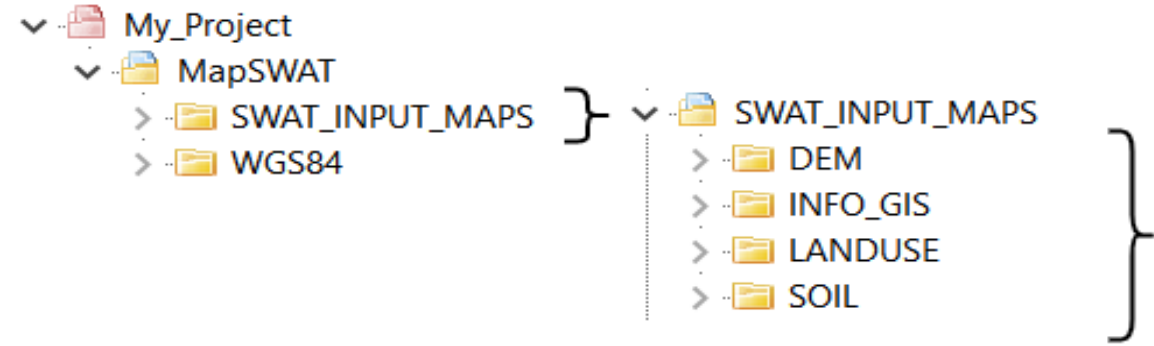 My_Project
MapSWAT
SWAT_INPUT_MAPS
WGS84
SWAT_INPUT_MAPS
DEM
INFO_GIS
LANDUSE
SOIL